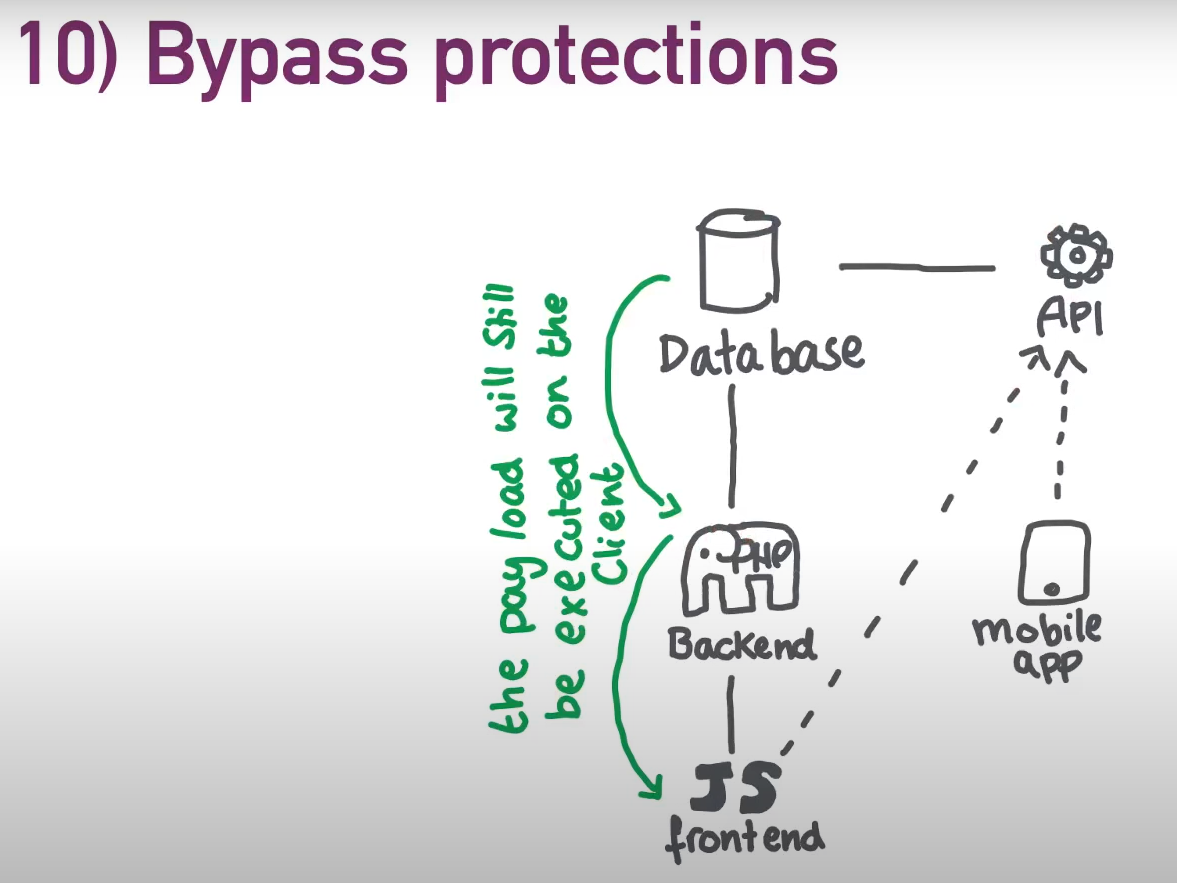 10) Bypass protections
the payload will still
be executed on the
Client
Database
API
PHP
Backend
mobile
app
JS
frontend